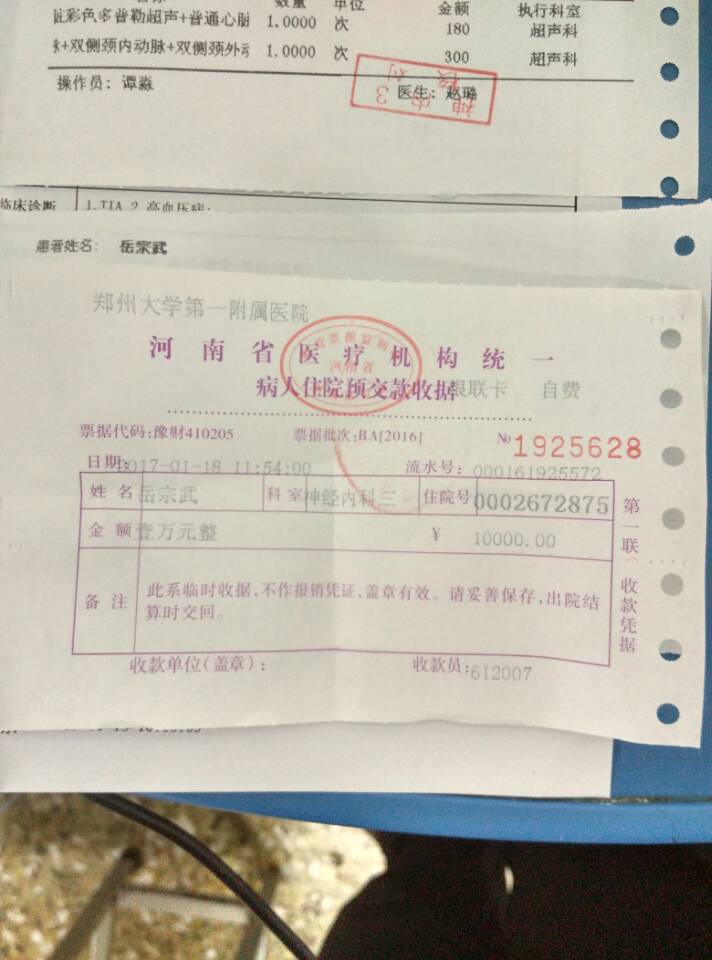 数量 单位 金额 执行科室
彩色多普勒超声+普通心脏 1.0000 次 180 超声科
+双侧颈内动脉+双侧颈外动 1.0000 次 300 超声科
操作员: 谭淼 医生: 赵璐
临床诊断 1.TIA 2.高血压病;
患者姓名: 岳宗武
郑州大学第一附属医院
河南省医疗机构统一
病人住院预交款收据 银联卡 自费
票据代码:豫财410205 票据批次:RA[2016] No 1925628
日期:2017-01-18 11:54:00 流水号: 000161925572
姓名 岳宗武 科室 神经内科三 住院号 0002672875
金额 壹万元整 ¥ 10000.00
备注 此系临时收据,不作报销凭证,盖章有效。请妥善保存,出院结
算时交回。
收款单位(盖章): 收款员: 612007
第一联 收款凭据
河南省